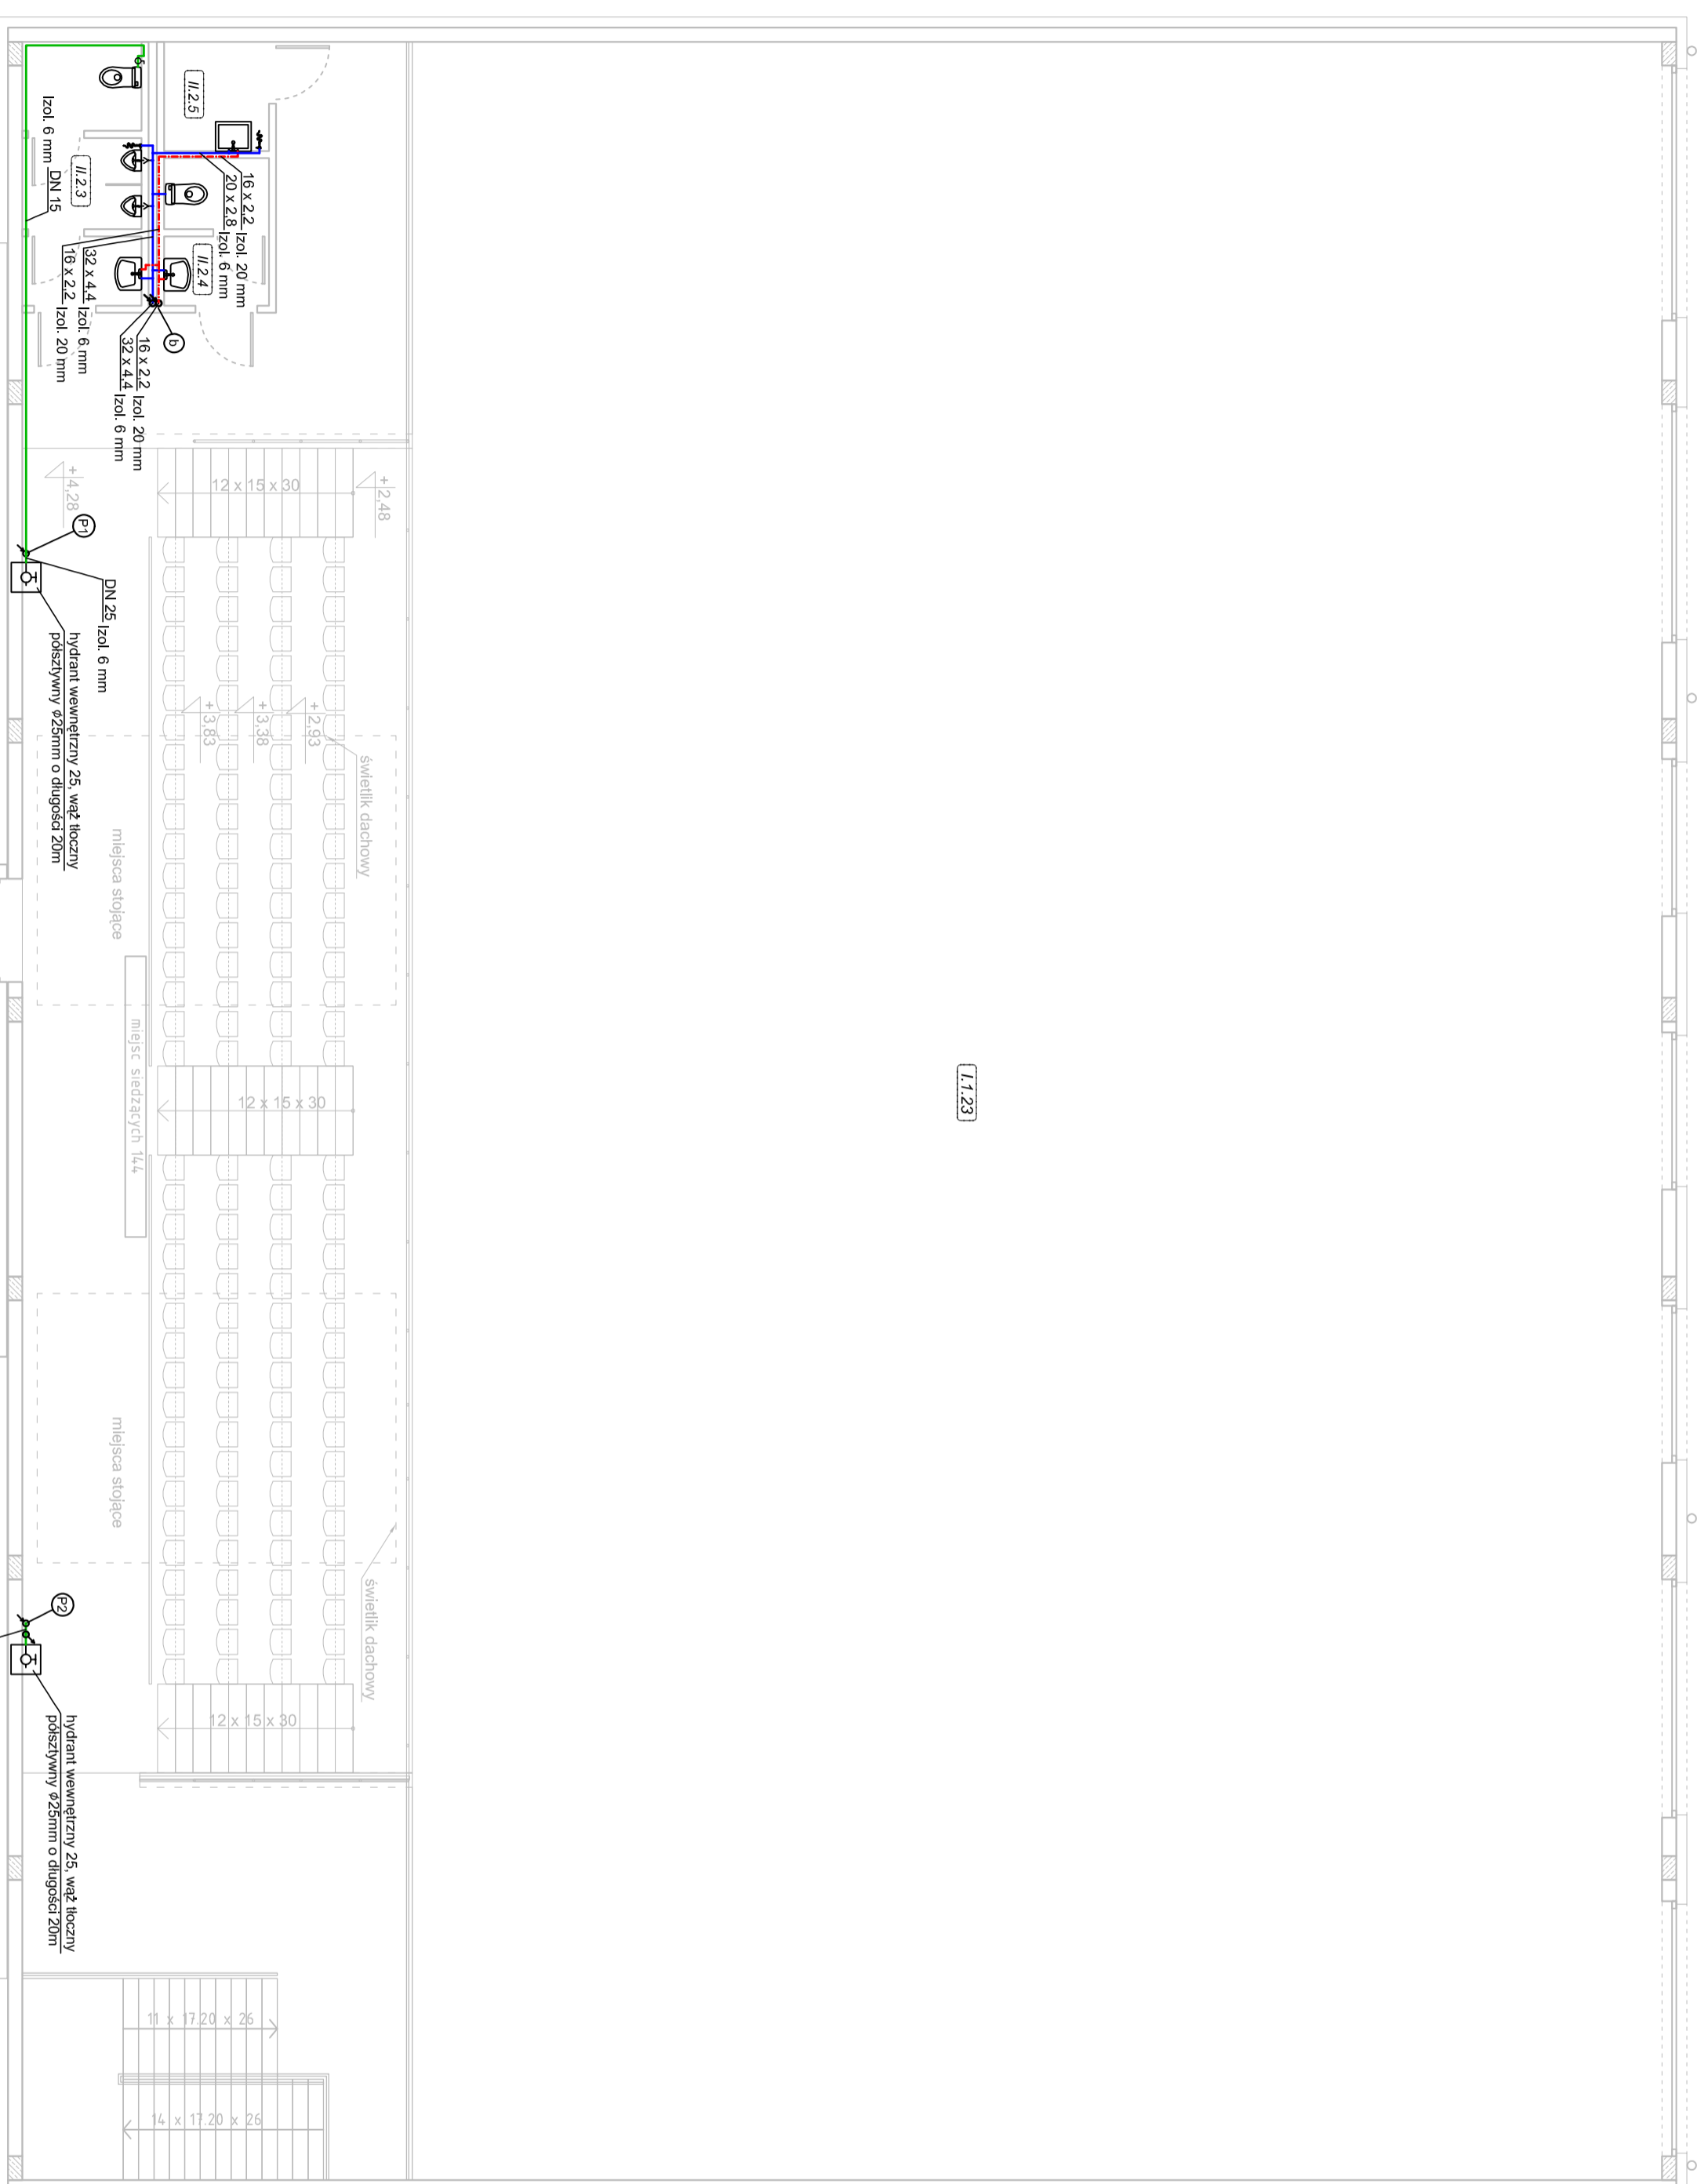 II.2.5
16 x 2,2 Izol. 20 mm
20 x 2,8 Izol. 6 mm
II.2.4
II.2.3
Izol. 6 mm DN 15
32 x 4,4 Izol. 6 mm
16 x 2,2 Izol. 20 mm
b
16 x 2,2 Izol. 20 mm
32 x 4,4 Izol. 6 mm
12 x 15 x 30
+2,48
+4,28
P1
DN 25 Izol. 6 mm
hydrant wewnętrzny 25, wąż tłoczny
półsztywny ϕ25mm o długości 20m
+2,93
+3,38
+3,83
świetlik dachowy
miejsca stojące
miejsc siedzących 144
12 x 15 x 30
I.1.23
miejsca stojące
świetlik dachowy
P2
hydrant wewnętrzny 25, wąż tłoczny
półsztywny ϕ25mm o długości 20m
12 x 15 x 30
11 x 17.20 x 26
14 x 17.20 x 26